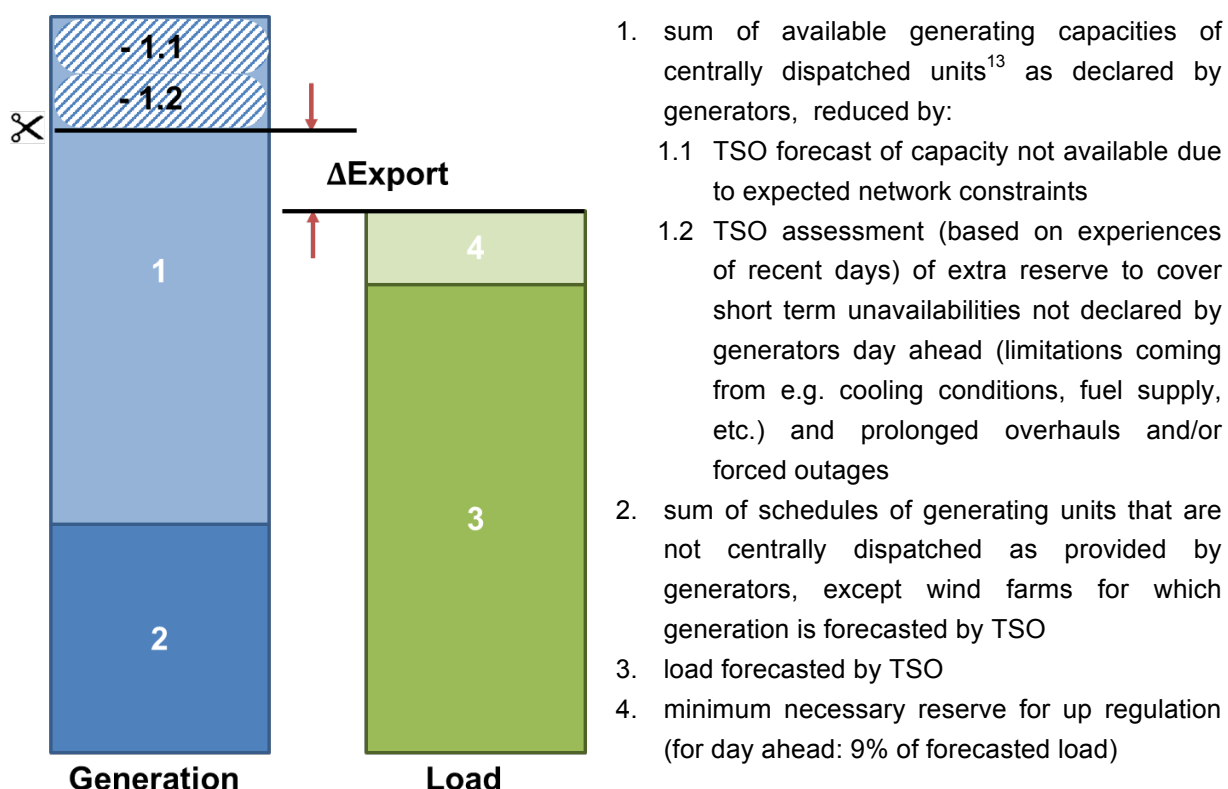 - 1.1
- 1.2
ΔExport
1
4
3
2
Generation
Load
1. sum of available generating capacities of
centrally dispatched units13 as declared by
generators, reduced by:
1.1 TSO forecast of capacity not available due
to expected network constraints
1.2 TSO assessment (based on experiences
of recent days) of extra reserve to cover
short term unavailabilities not declared by
generators day ahead (limitations coming
from e.g. cooling conditions, fuel supply,
etc.) and prolonged overhauls and/or
forced outages
2. sum of schedules of generating units that are
not centrally dispatched as provided by
generators, except wind farms for which
generation is forecasted by TSO
3. load forecasted by TSO
4. minimum necessary reserve for up regulation
(for day ahead: 9% of forecasted load)